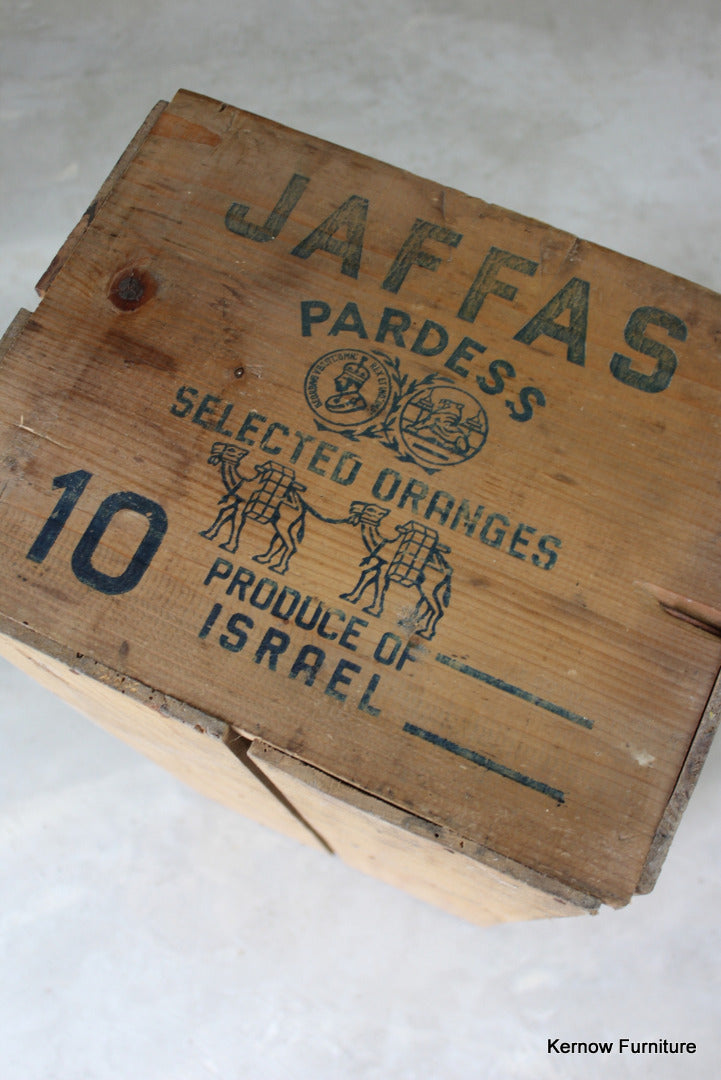 JAFFAS
PARDESS
SELECTED ORANGES
10
PRODUCE OF
ISRAEL
Kernow Furniture